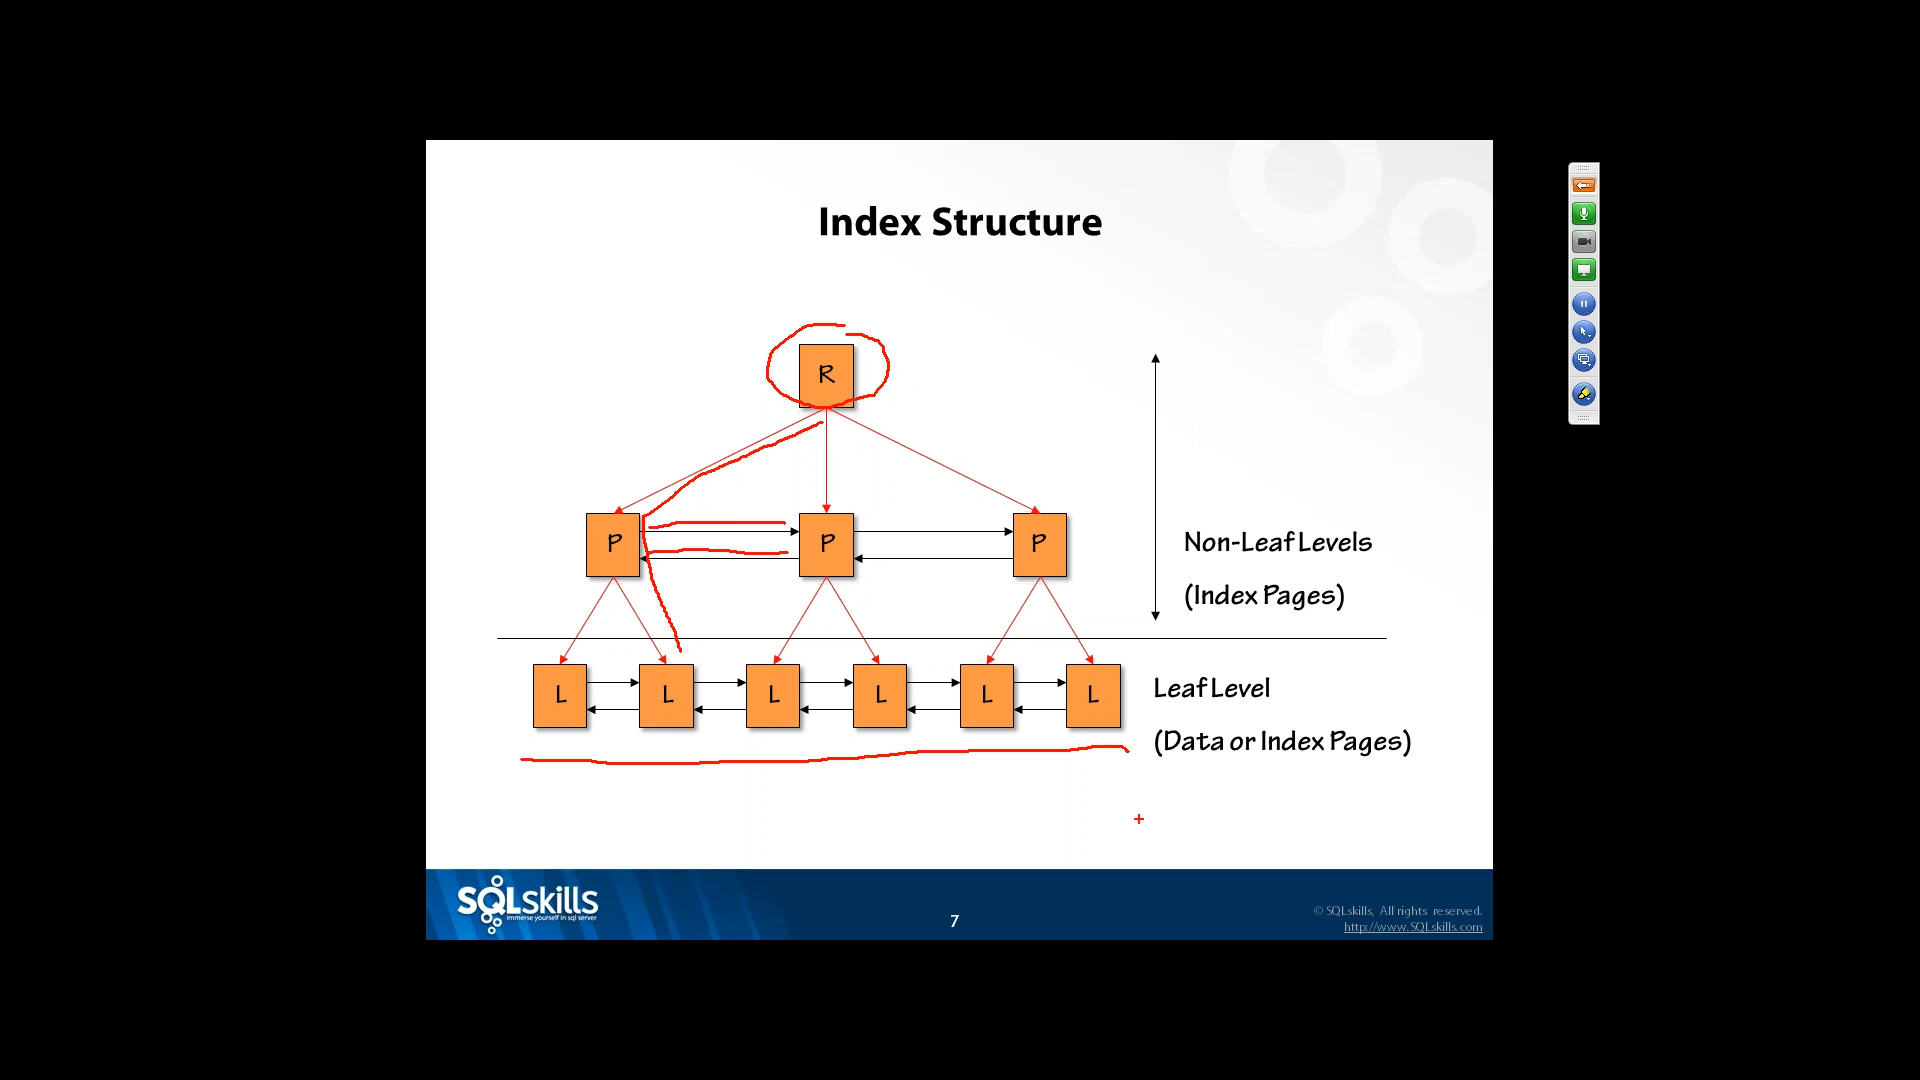 Index Structure
R
P P P
Non-Leaf Levels
(Index Pages)
L L L L L L
Leaf Level
(Data or Index Pages)
SQLskills
immerse yourself in sql server
7
© SQLskills, All rights reserved.
http://www.SQLskills.com